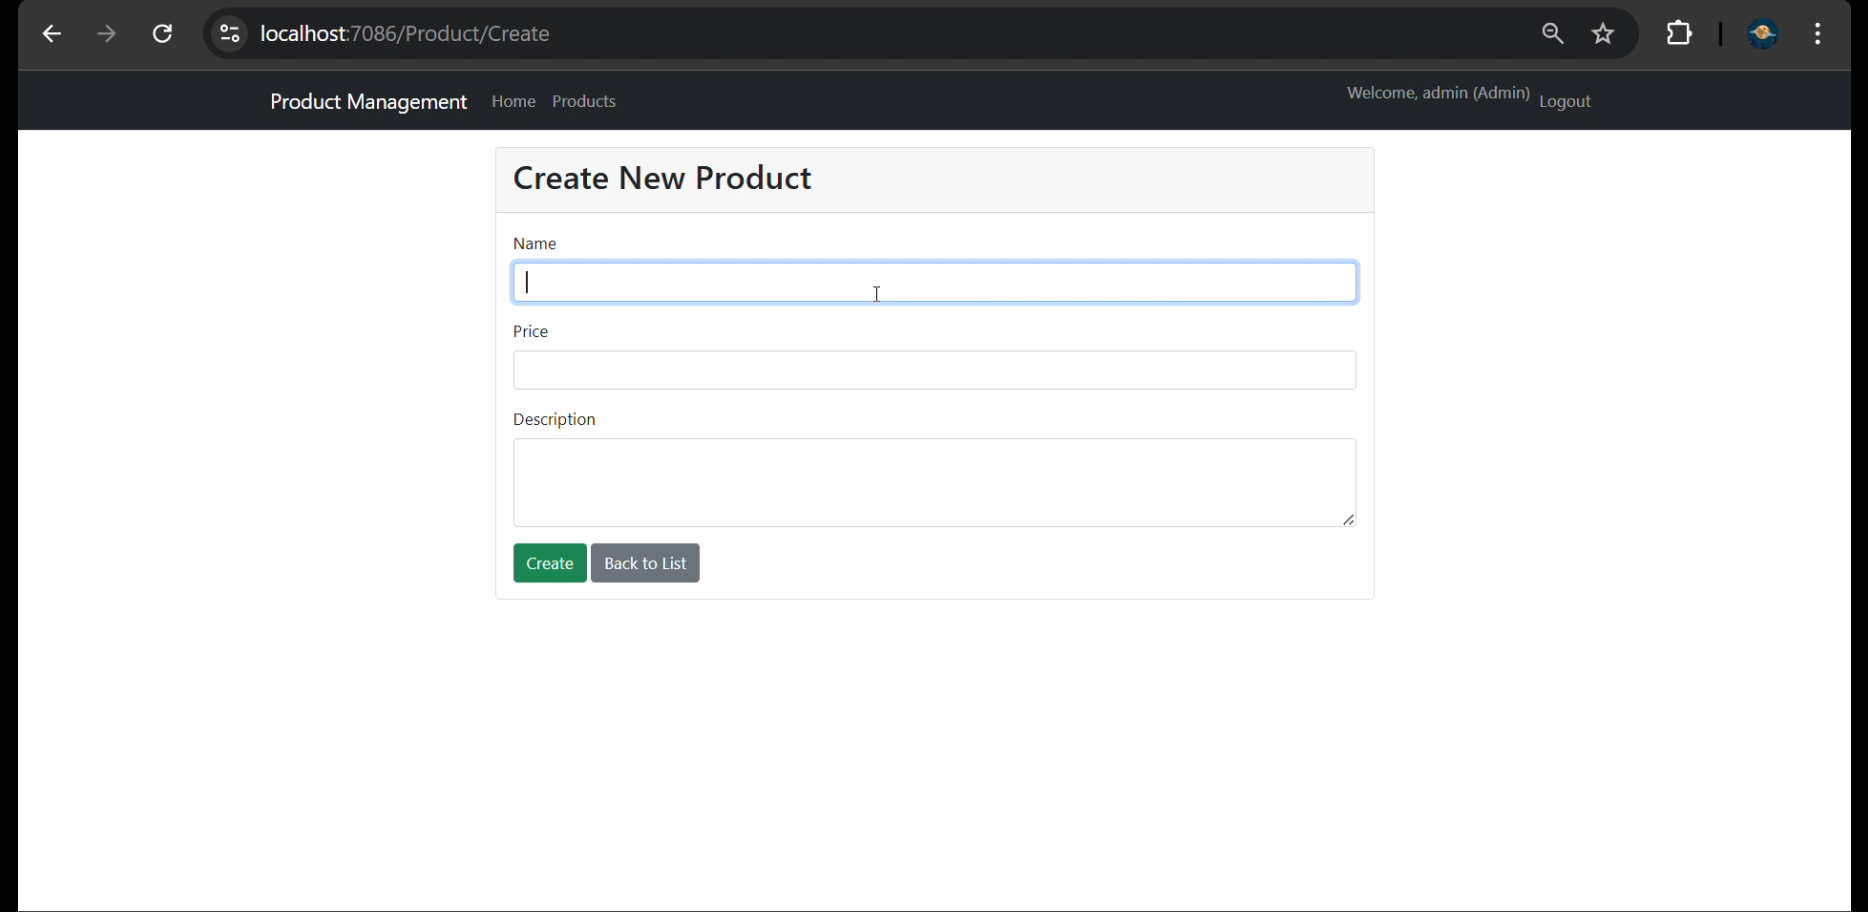 localhost:7086/Product/Create
Product Management Home Products Welcome, admin (Admin) Logout
Create New Product
Name
Price
Description
Create Back to List